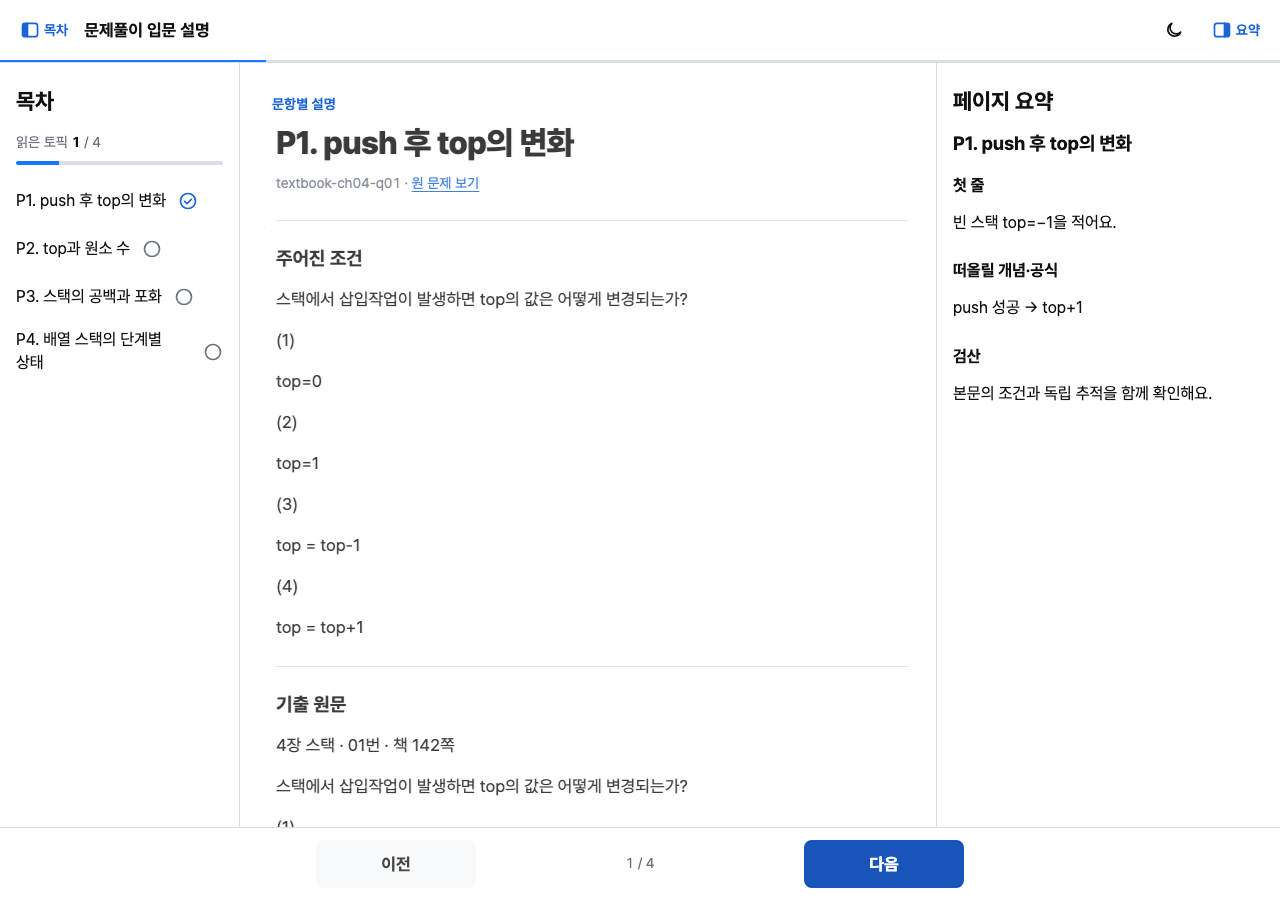 목차
문제풀이 입문 설명
요약
목차
읽은 토픽 1 / 4
P1. push 후 top의 변화
P2. top과 원소 수
P3. 스택의 공백과 포화
P4. 배열 스택의 단계별
상태
문항별 설명
P1. push 후 top의 변화
textbook-ch04-q01 · 원 문제 보기
주어진 조건
스택에서 삽입작업이 발생하면 top의 값은 어떻게 변경되는가?
(1)
top=0
(2)
top=1
(3)
top = top-1
(4)
top = top+1
기출 원문
4장 스택 · 01번 · 책 142쪽
스택에서 삽입작업이 발생하면 top의 값은 어떻게 변경되는가?
(1)
페이지 요약
P1. push 후 top의 변화
첫 줄
빈 스택 top=−1을 적어요.
떠올릴 개념·공식
push 성공 → top+1
검산
본문의 조건과 독립 추적을 함께 확인해요.
이전
1 / 4
다음